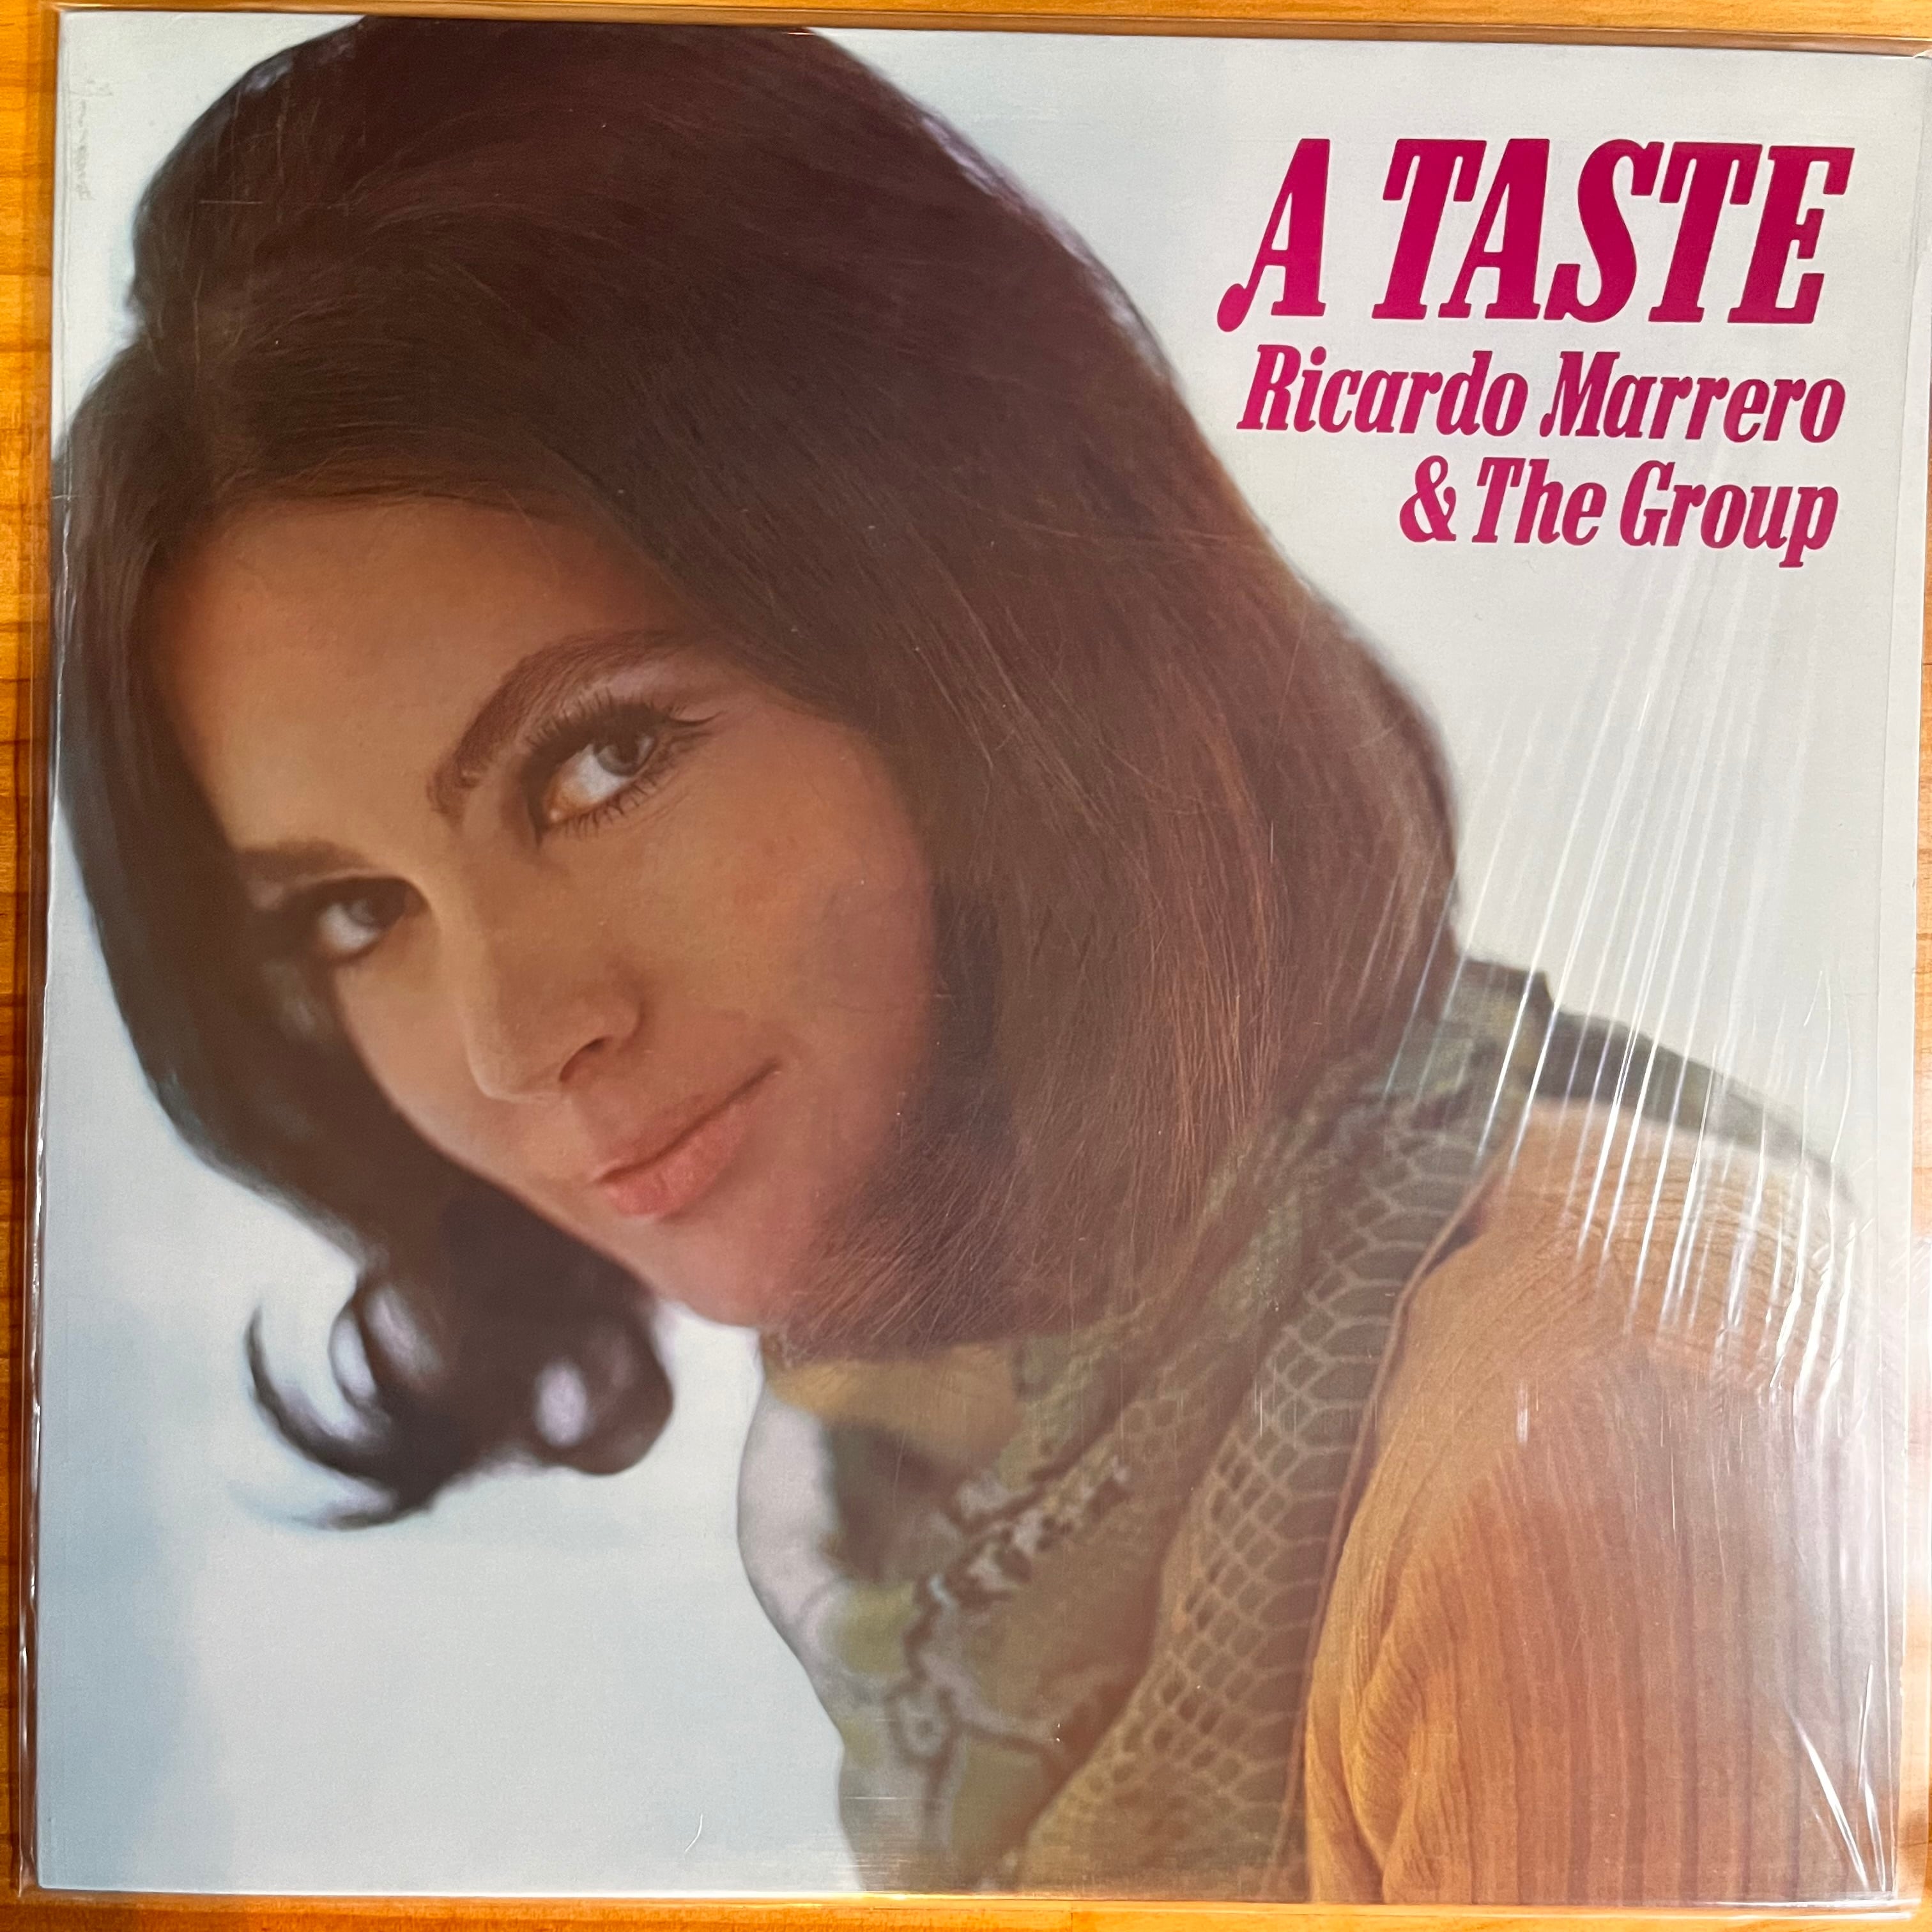 A TASTE
Ricardo Marrero
& The Group